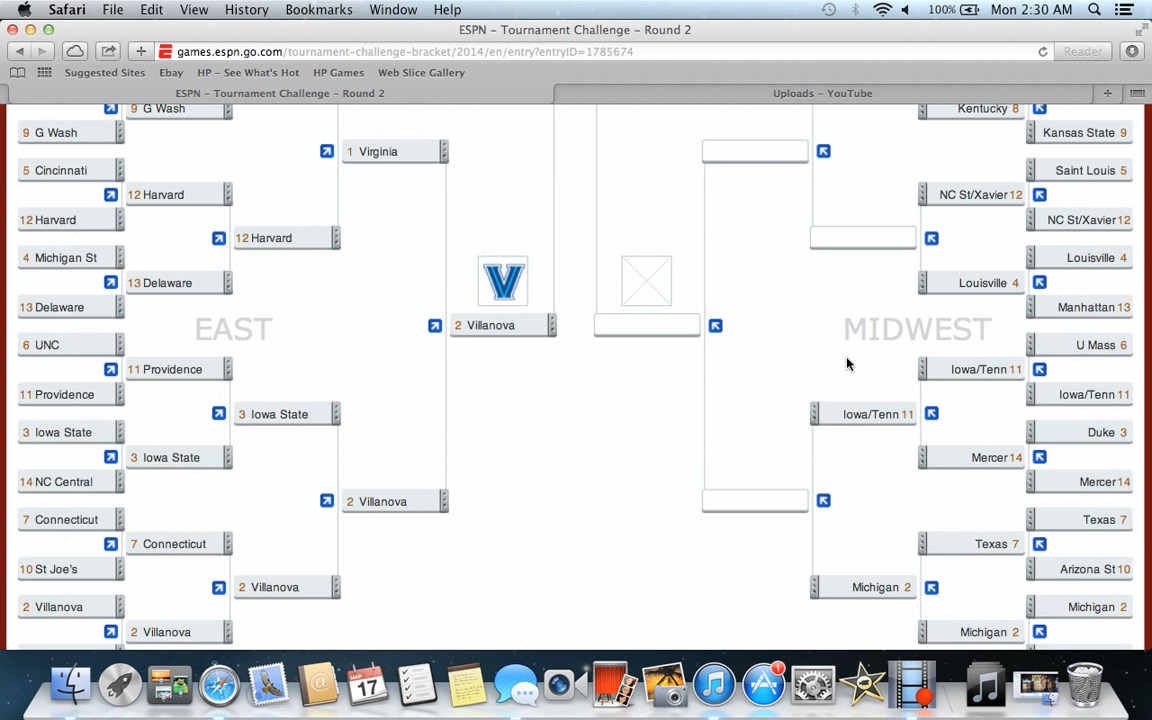 Safari File Edit View History Bookmarks Window Help 100% Mon 2:30 AM
ESPN - Tournament Challenge - Round 2
games.espn.go.com/tournament-challenge-bracket/2014/en/entry?entryID=1785674 Reader
Suggested Sites Ebay HP - See What's Hot HP Games Web Slice Gallery
ESPN - Tournament Challenge - Round 2 Uploads - YouTube
9 G Wash Kentucky 8
9 G Wash Kansas State 9
1 Virginia
5 Cincinnati Saint Louis 5
12 Harvard NC St/Xavier 12
12 Harvard NC St/Xavier 12
12 Harvard
4 Michigan St Louisville 4
13 Delaware Louisville 4
V
13 Delaware Manhattan 13
2 Villanova
EAST MIDWEST
6 UNC U Mass 6
11 Providence Iowa/Tenn 11
11 Providence Iowa/Tenn 11
3 Iowa State Iowa/Tenn 11
3 Iowa State Duke 3
3 Iowa State Mercer 14
14 NC Central Mercer 14
2 Villanova
7 Connecticut Texas 7
7 Connecticut Texas 7
10 St Joe's Arizona St 10
2 Villanova Michigan 2
2 Villanova Michigan 2
2 Villanova Michigan 2
MAR
17
1